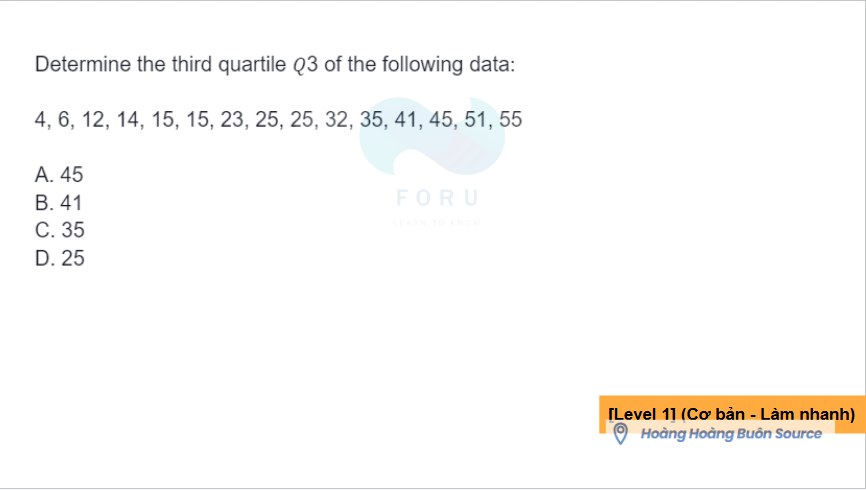 Determine the third quartile Q3 of the following data:
4, 6, 12, 14, 15, 15, 23, 25, 25, 32, 35, 41, 45, 51, 55
FORU
A. 45
B. 41
C. 35
D. 25
[Level 1] (Cơ bản - Làm nhanh)
Hoàng Hoàng Buôn Source